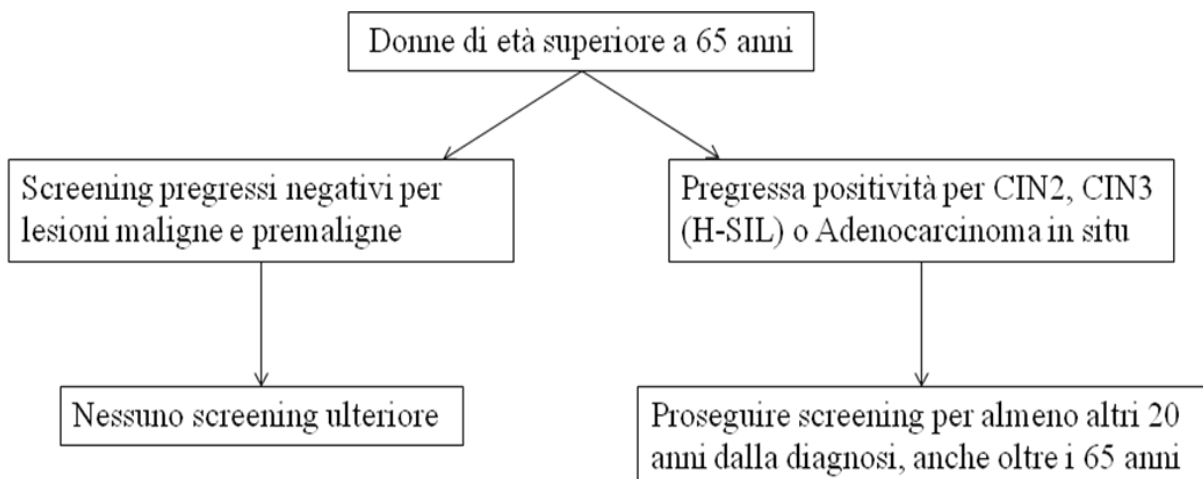 Donne di età superiore a 65 anni
Screening pregressi negativi per
lesioni maligne e premaligne
Pregressa positività per CIN2, CIN3
(H-SIL) o Adenocarcinoma in situ
Nessuno screening ulteriore
Proseguire screening per almeno altri 20
anni dalla diagnosi, anche oltre i 65 anni